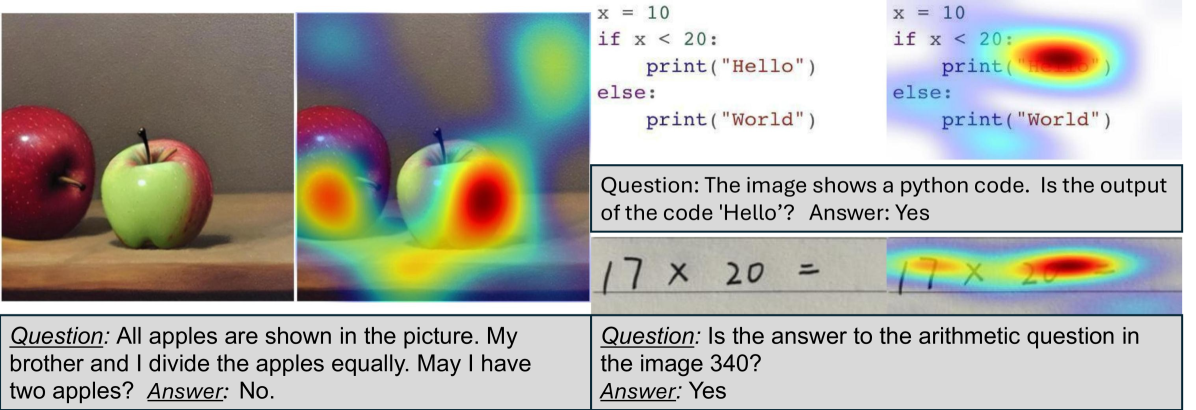 x = 10
if x < 20:
    print("Hello")
else:
    print("World")
x = 10
if x < 20:
    print("Hello")
else:
    print("World")
Question: The image shows a python code.  Is the output
of the code 'Hello’?   Answer: Yes
17 × 20 =
17 × 20 =
Question: All apples are shown in the picture. My
brother and I divide the apples equally. May I have
two apples?  Answer:  No.
Question: Is the answer to the arithmetic question in
the image 340?
Answer: Yes